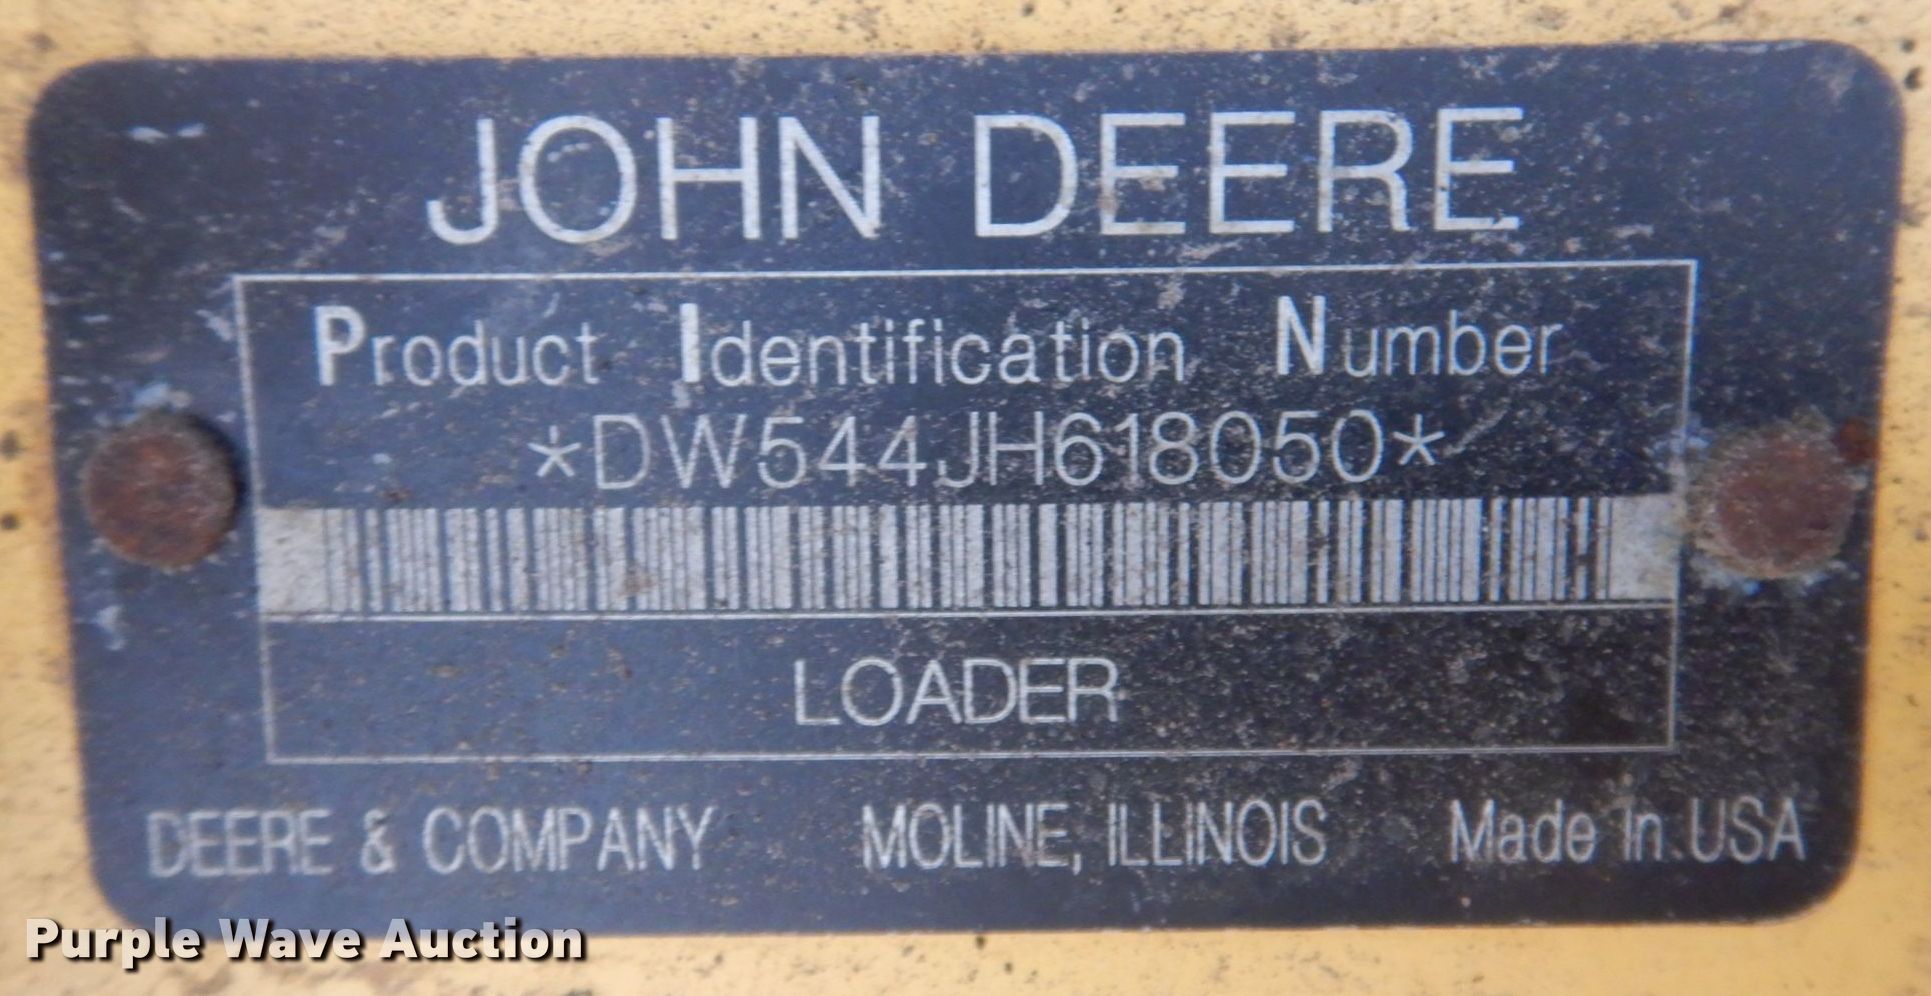 JOHN DEERE
Product Identification Number
*DW544JH618050*
LOADER
DEERE & COMPANY MOLINE, ILLINOIS Made in USA
Purple Wave Auction